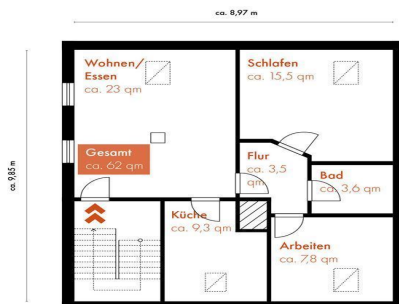 ca. 8,97 m
ca. 9,85 m
Wohnen/
Essen
ca. 23 qm
Schlafen
ca. 15,5 qm
Gesamt
ca. 62 qm
Flur
ca. 3,5
qm
Bad
ca. 3,6 qm
Küche
ca. 9,3 qm
Arbeiten
ca. 7,8 qm